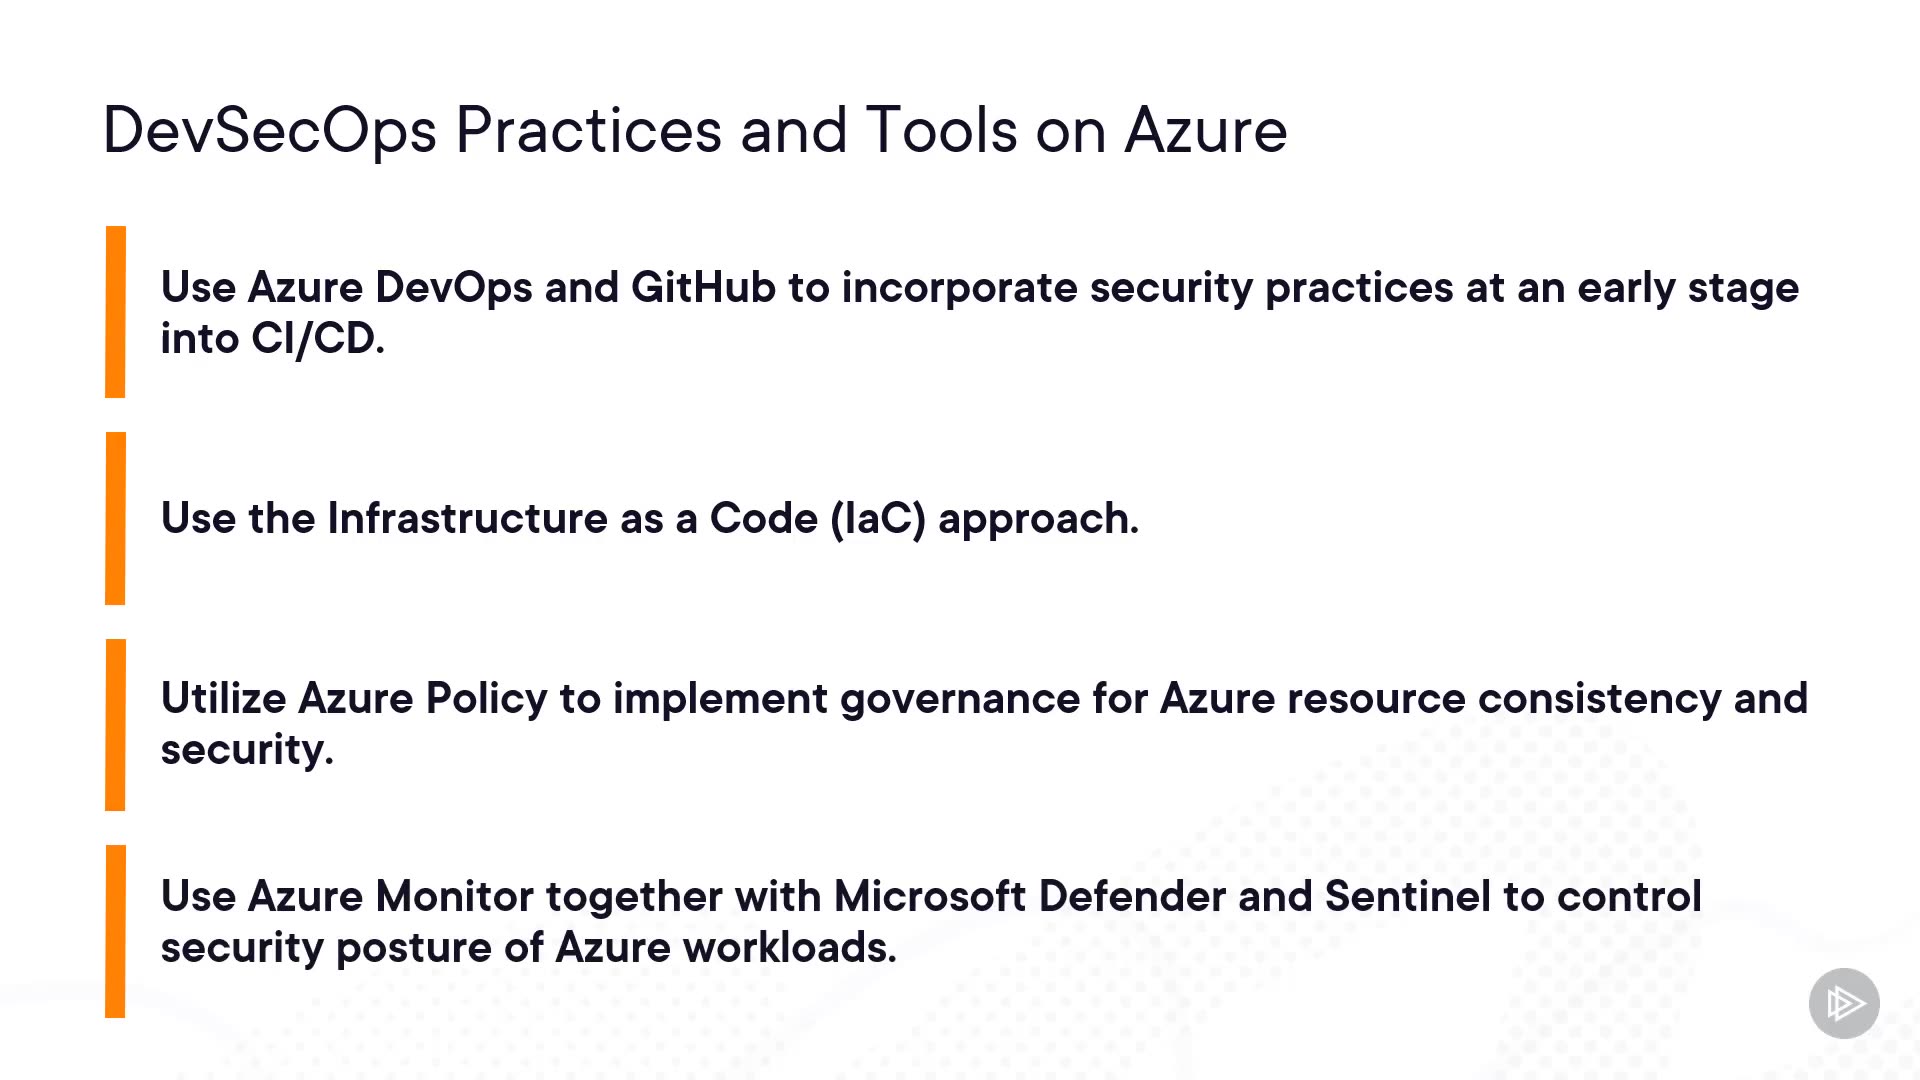 DevSecOps Practices and Tools on Azure
Use Azure DevOps and GitHub to incorporate security practices at an early stage
into CI/CD.
Use the Infrastructure as a Code (IaC) approach.
Utilize Azure Policy to implement governance for Azure resource consistency and
security.
Use Azure Monitor together with Microsoft Defender and Sentinel to control
security posture of Azure workloads.